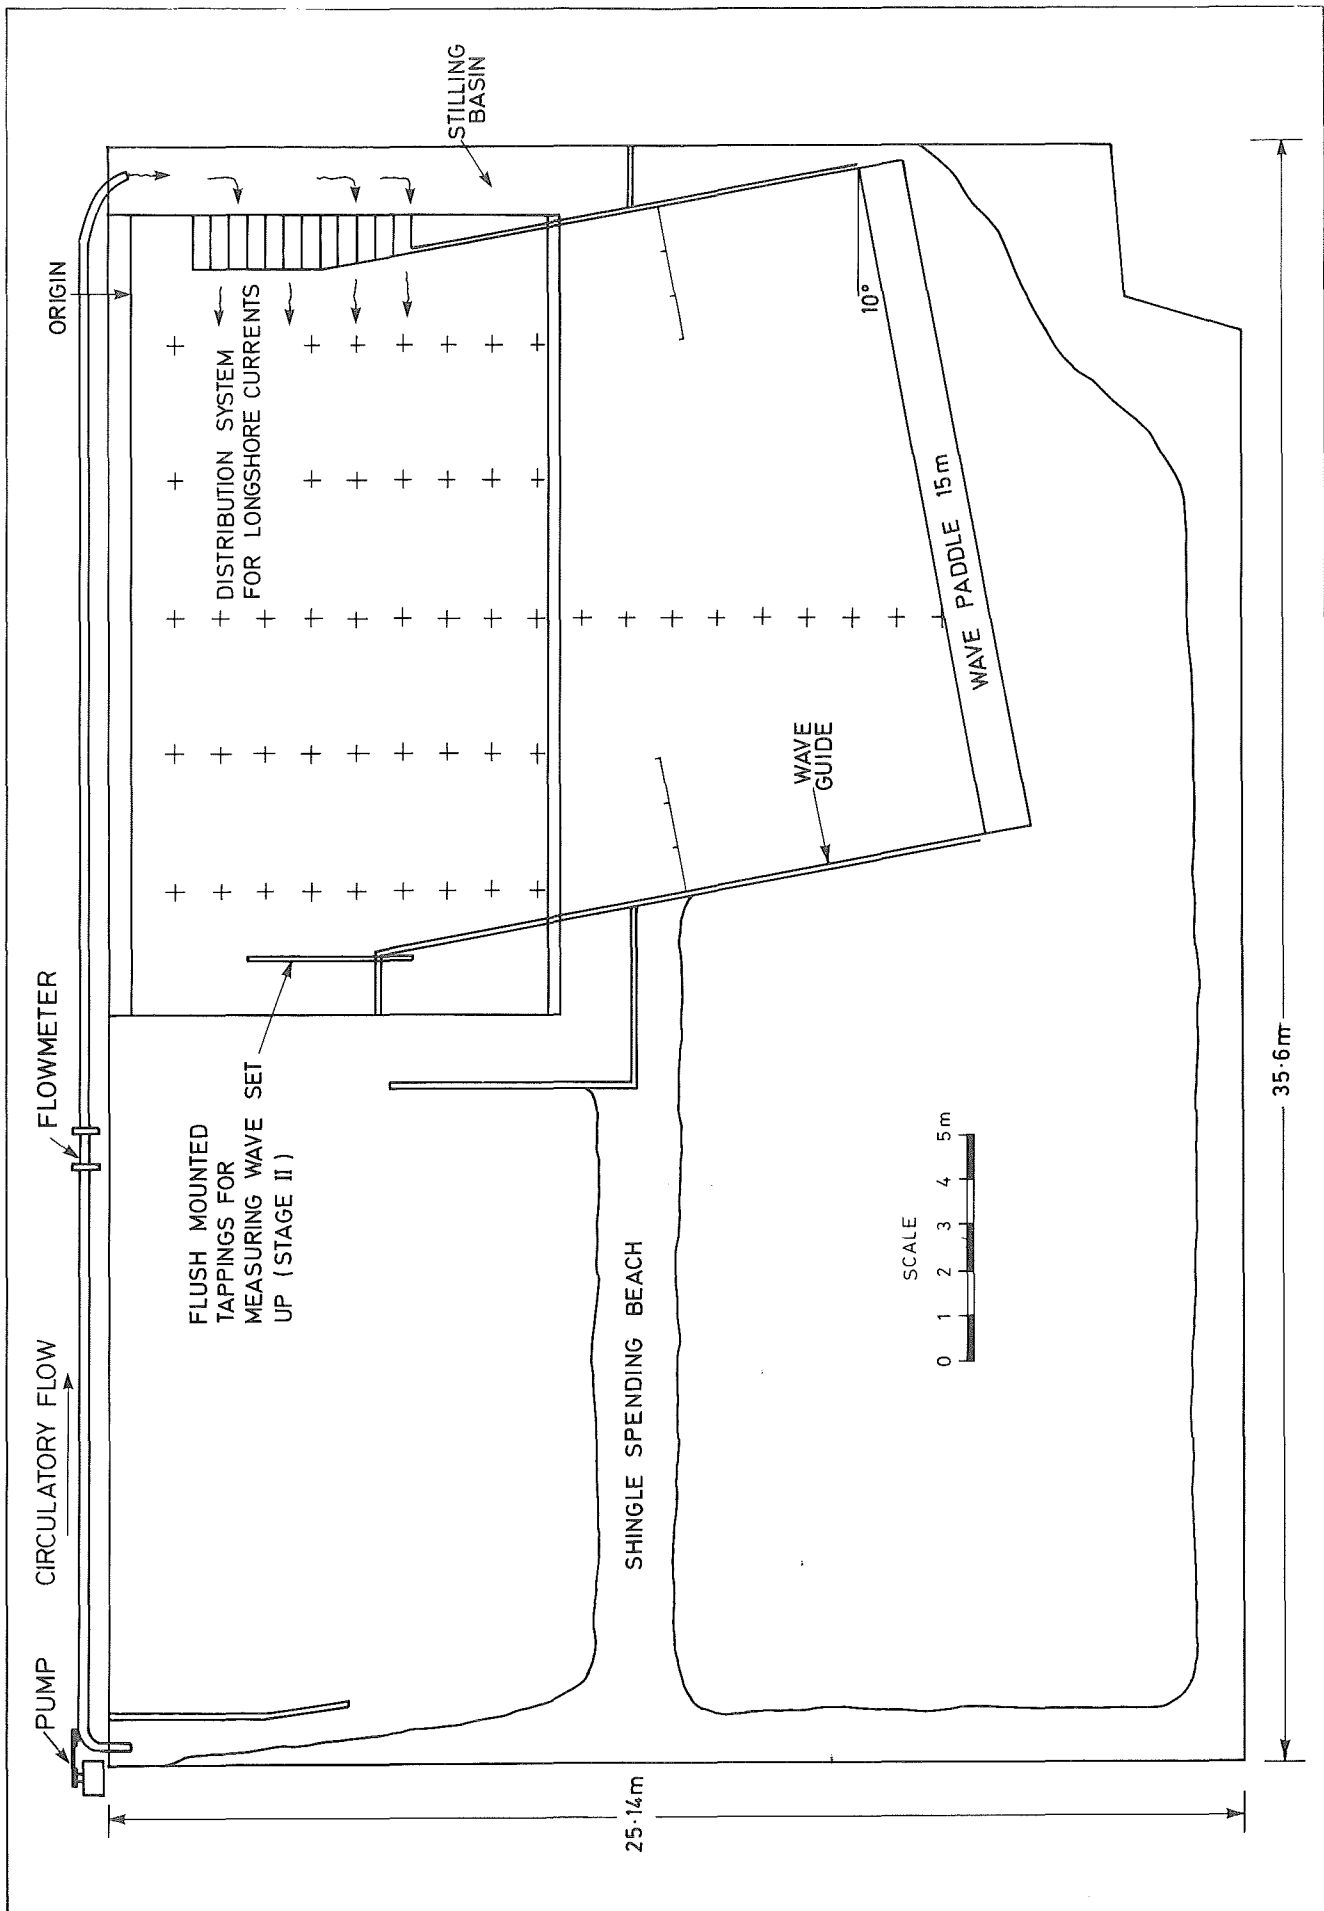 PUMP
CIRCULATORY FLOW
FLOWMETER
ORIGIN
STILLING
BASIN
DISTRIBUTION SYSTEM
FOR LONGSHORE CURRENTS
FLUSH MOUNTED
TAPPINGS FOR
MEASURING WAVE SET
UP (STAGE II)
WAVE
GUIDE
10°
WAVE PADDLE 15m
SHINGLE SPENDING BEACH
SCALE
0 1 2 3 4 5m
25·14m
35·6m